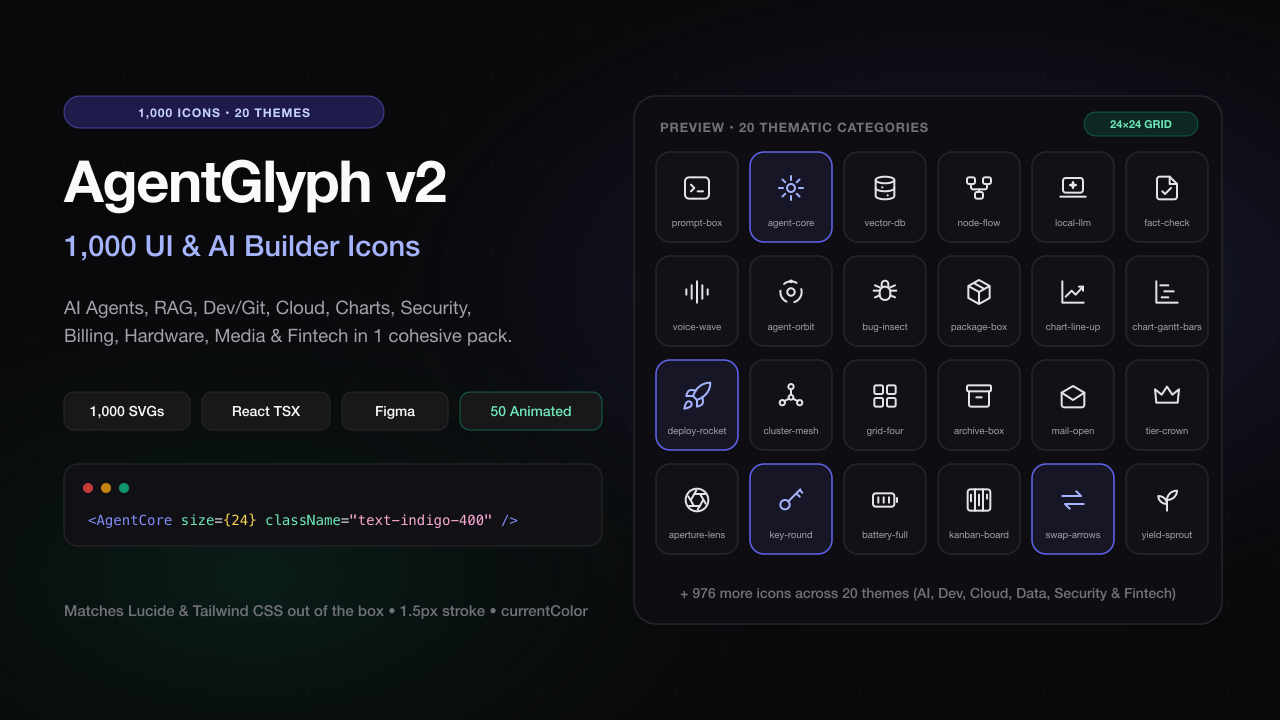 1,000 ICONS · 20 THEMES
AgentGlyph v2
1,000 UI & AI Builder Icons
AI Agents, RAG, Dev/Git, Cloud, Charts, Security,
Billing, Hardware, Media & Fintech in 1 cohesive pack.
1,000 SVGs
React TSX
Figma
50 Animated
<AgentCore size={24} className="text-indigo-400" />
Matches Lucide & Tailwind CSS out of the box • 1.5px stroke • currentColor
PREVIEW · 20 THEMATIC CATEGORIES
24×24 GRID
prompt-box
agent-core
vector-db
node-flow
local-llm
fact-check
voice-wave
agent-orbit
bug-insect
package-box
chart-line-up
chart-gantt-bars
deploy-rocket
cluster-mesh
grid-four
archive-box
mail-open
tier-crown
aperture-lens
key-round
battery-full
kanban-board
swap-arrows
yield-sprout
+ 976 more icons across 20 themes (AI, Dev, Cloud, Data, Security & Fintech)